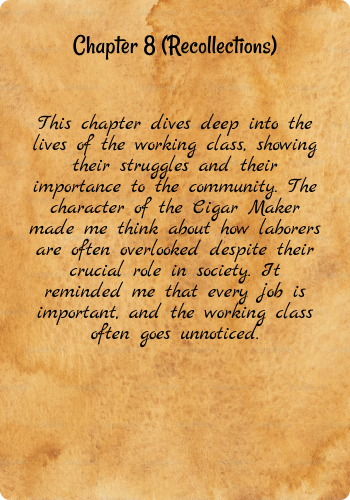 Chapter 8 (Recollections)
This chapter dives deep into the
lives of the working class, showing
their struggles and their
importance to the community. The
character of the Cigar Maker
made me think about how laborers
are often overlooked despite their
crucial role in society. It
reminded me that every job is
important, and the working class
often goes unnoticed.